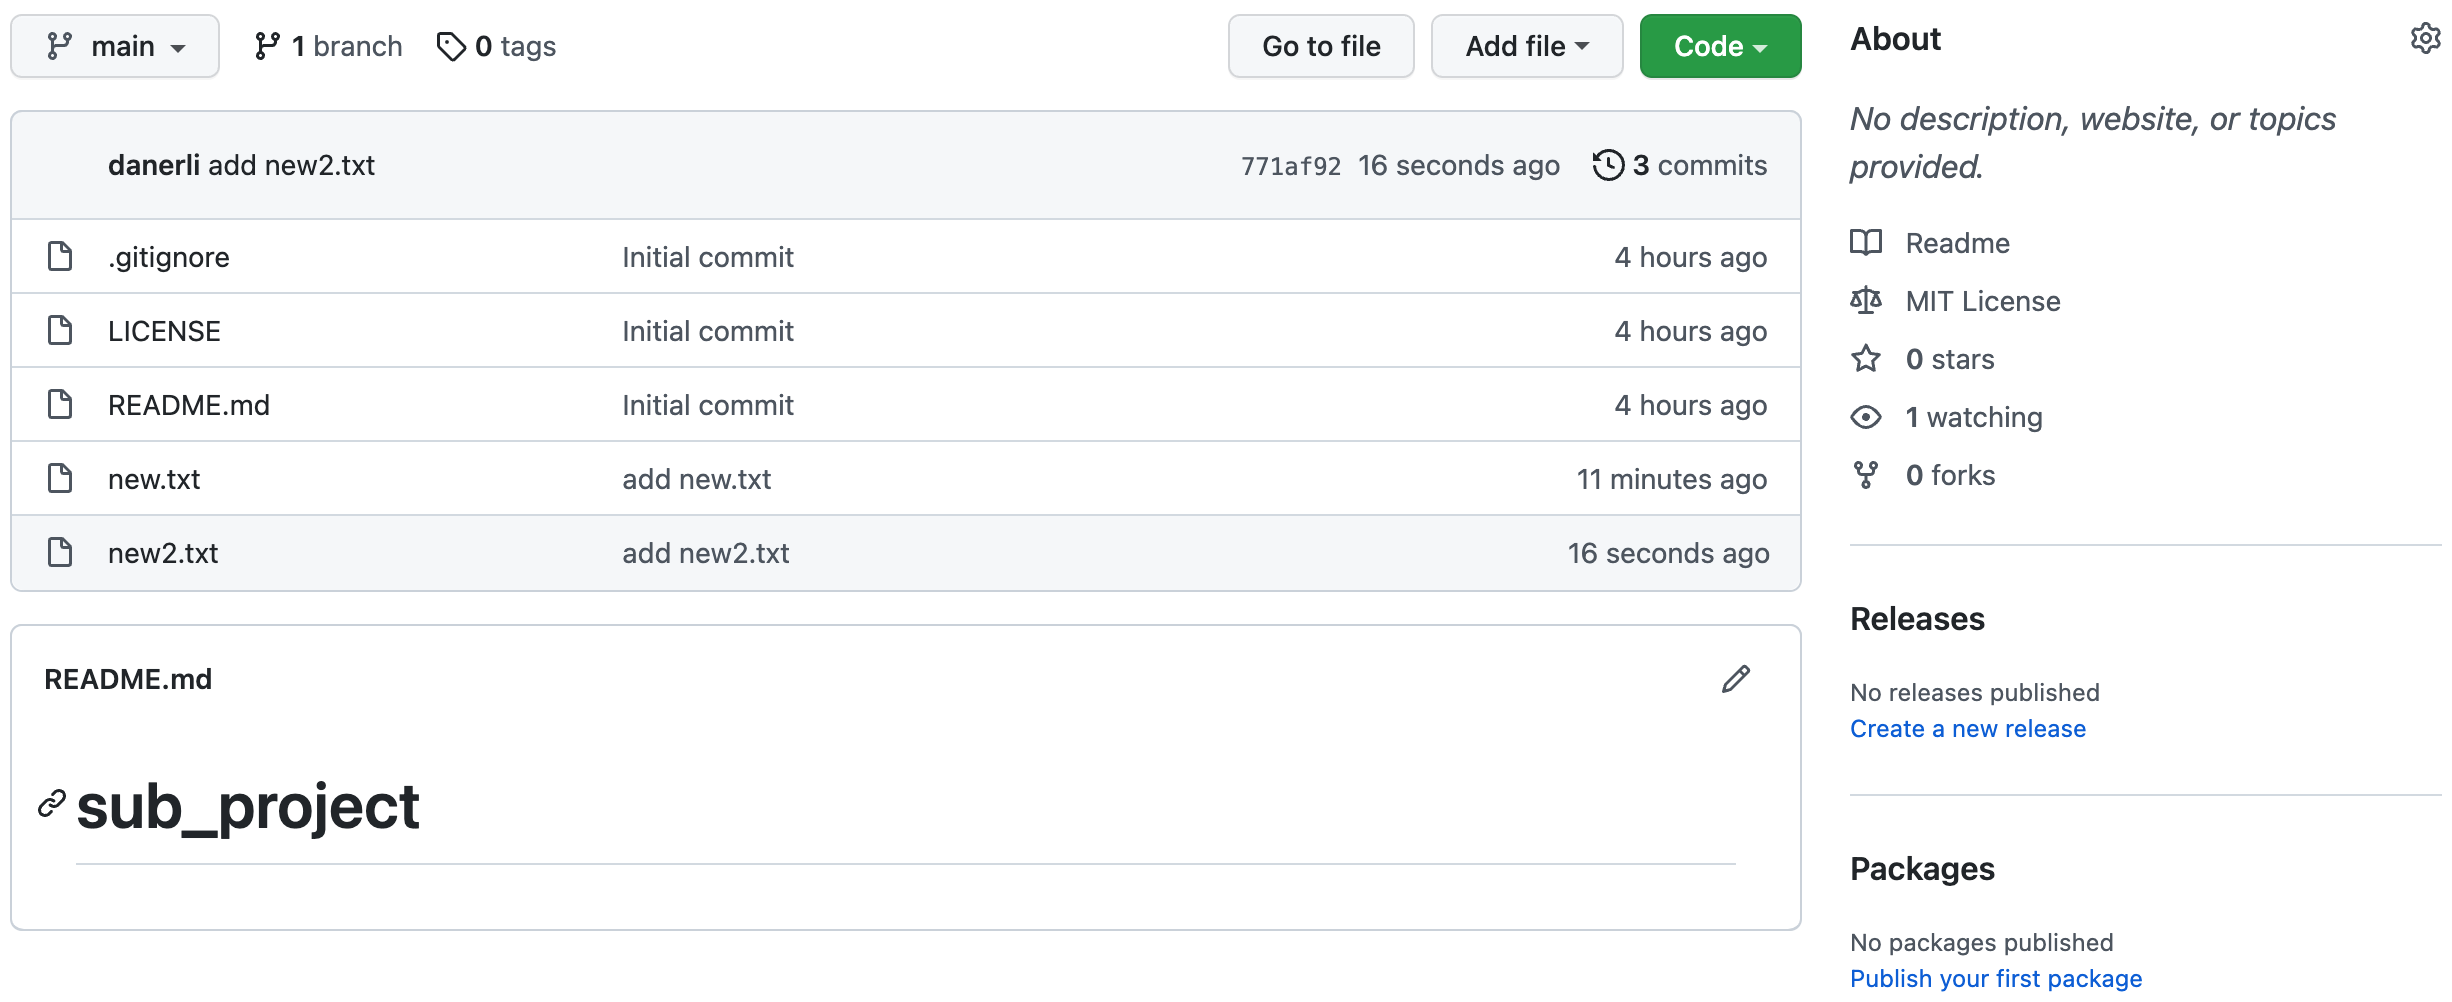 main 1 branch 0 tags Go to file Add file Code
danerli add new2.txt 771af92 16 seconds ago 3 commits
.gitignore Initial commit 4 hours ago
LICENSE Initial commit 4 hours ago
README.md Initial commit 4 hours ago
new.txt add new.txt 11 minutes ago
new2.txt add new2.txt 16 seconds ago
README.md
sub_project
About
No description, website, or topics
provided.
Readme
MIT License
0 stars
1 watching
0 forks
Releases
No releases published
Create a new release
Packages
No packages published
Publish your first package